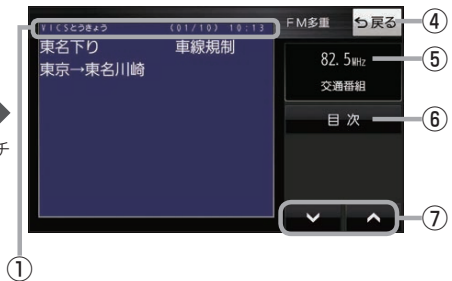 VICSとうきょう (01/10) 10:13 FM多重 戻る ④
東名下り 車線規制 82.5MHz ⑤
東京→東名川崎 交通番組
目次 ⑥
チ
⑦
①